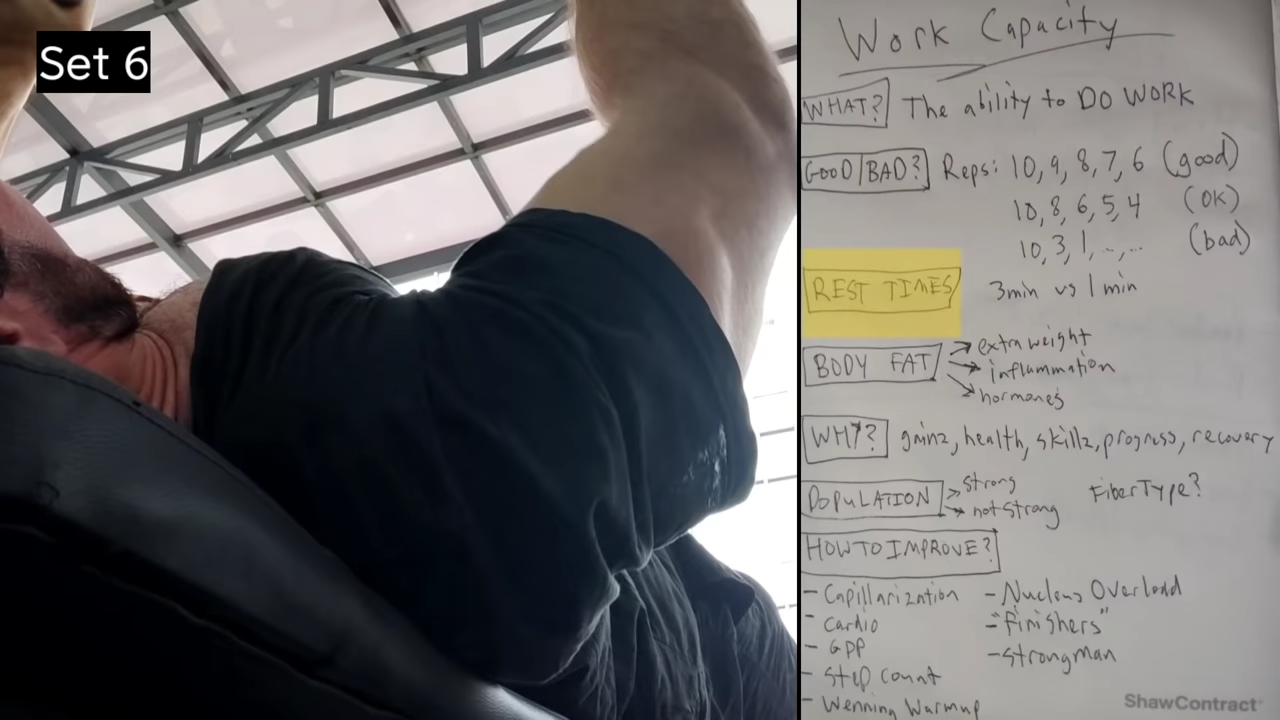 Set 6
Work Capacity
WHAT? The ability to DO WORK
GOOD/BAD? Reps: 10, 9, 8, 7, 6 (good)
10, 8, 6, 5, 4 (OK)
10, 3, 1, ..., ... (bad)
REST TIMES 3min vs 1min
BODY FAT → extra weight
→ inflammation
→ hormones
WHY? gainz, health, skillz, progress, recovery
POPULATION → strong
→ not strong
Fiber Type?
HOW TO IMPROVE?
- Capillarization - Nucleus Overload
- Cardio - "finishers"
- GPP - strongman
- Step count
- Wenning Warmup
ShawContract